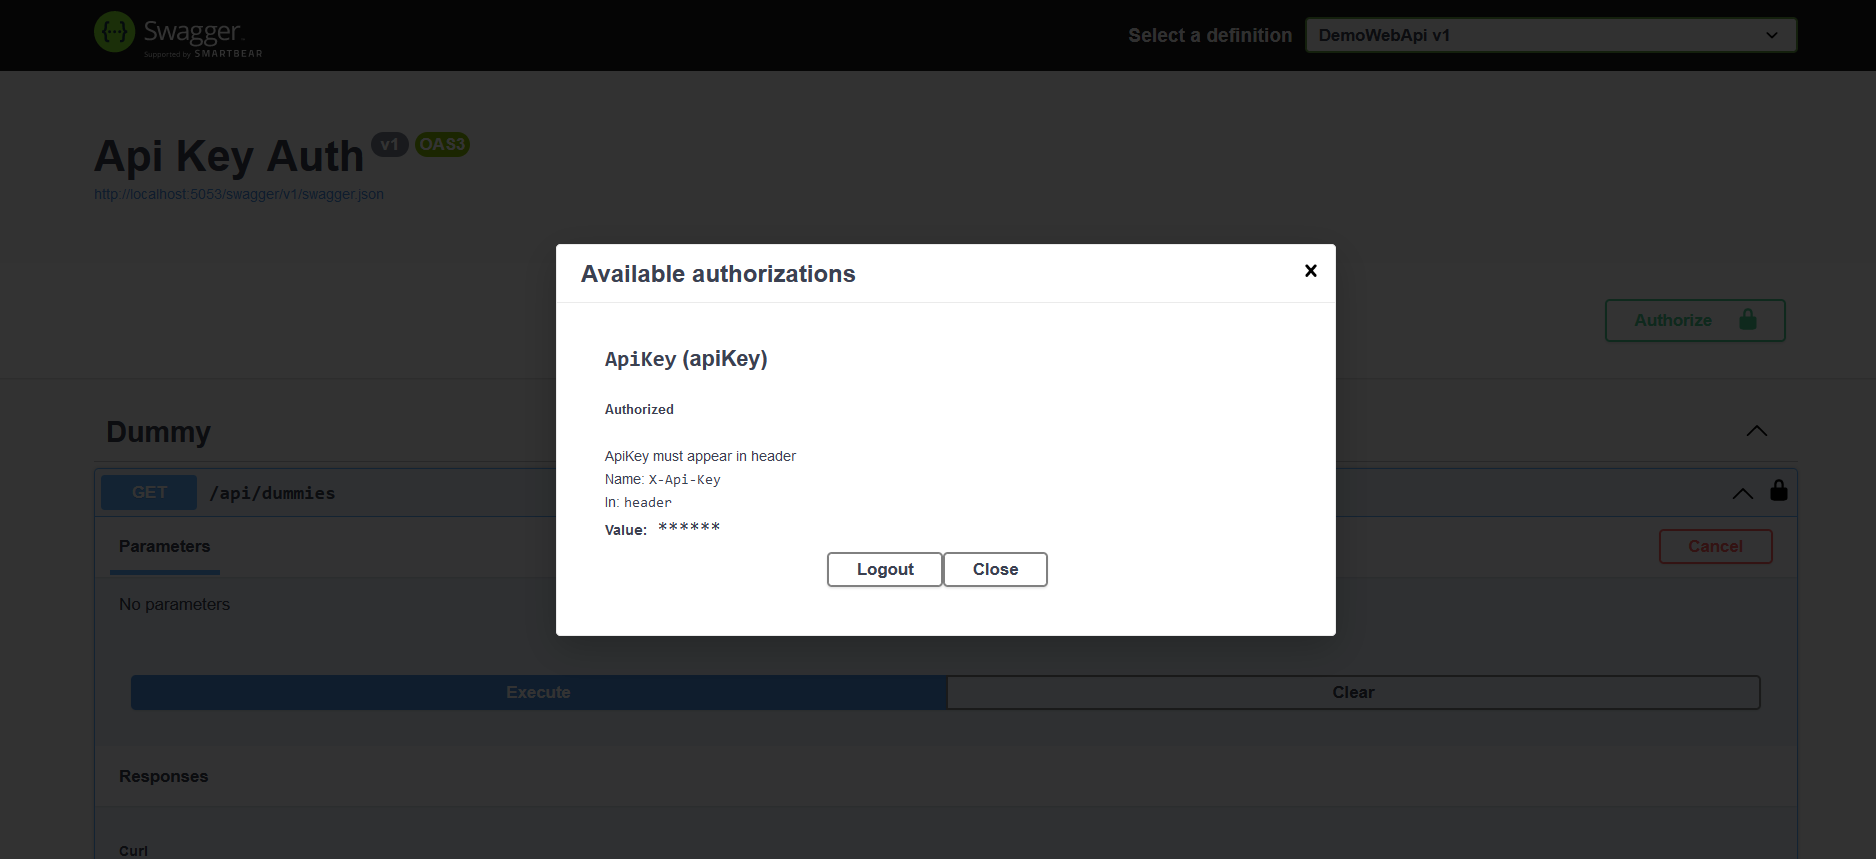 Swagger
Supported by SMARTBEAR
Select a definition
DemoWebApi v1
Api Key Auth v1 OAS3
http://localhost:5053/swagger/v1/swagger.json
Available authorizations
x
Authorize
ApiKey (apiKey)
Authorized
ApiKey must appear in header
Name: X-Api-Key
In: header
Value: ******
Logout
Close
Dummy
GET
/api/dummies
Parameters
Cancel
No parameters
Execute
Clear
Responses
Curl